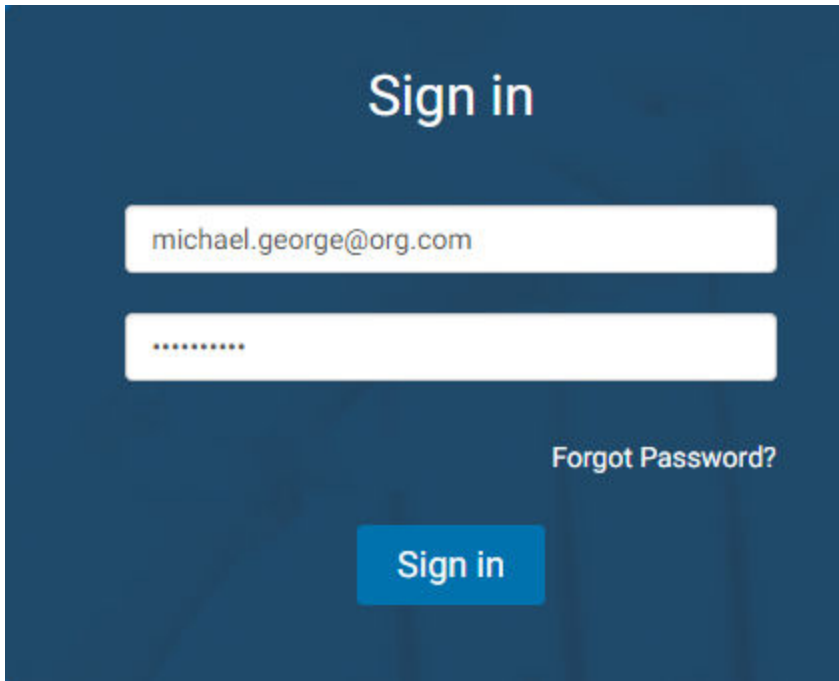 Sign in
michael.george@org.com
••••••••••
Forgot Password?
Sign in